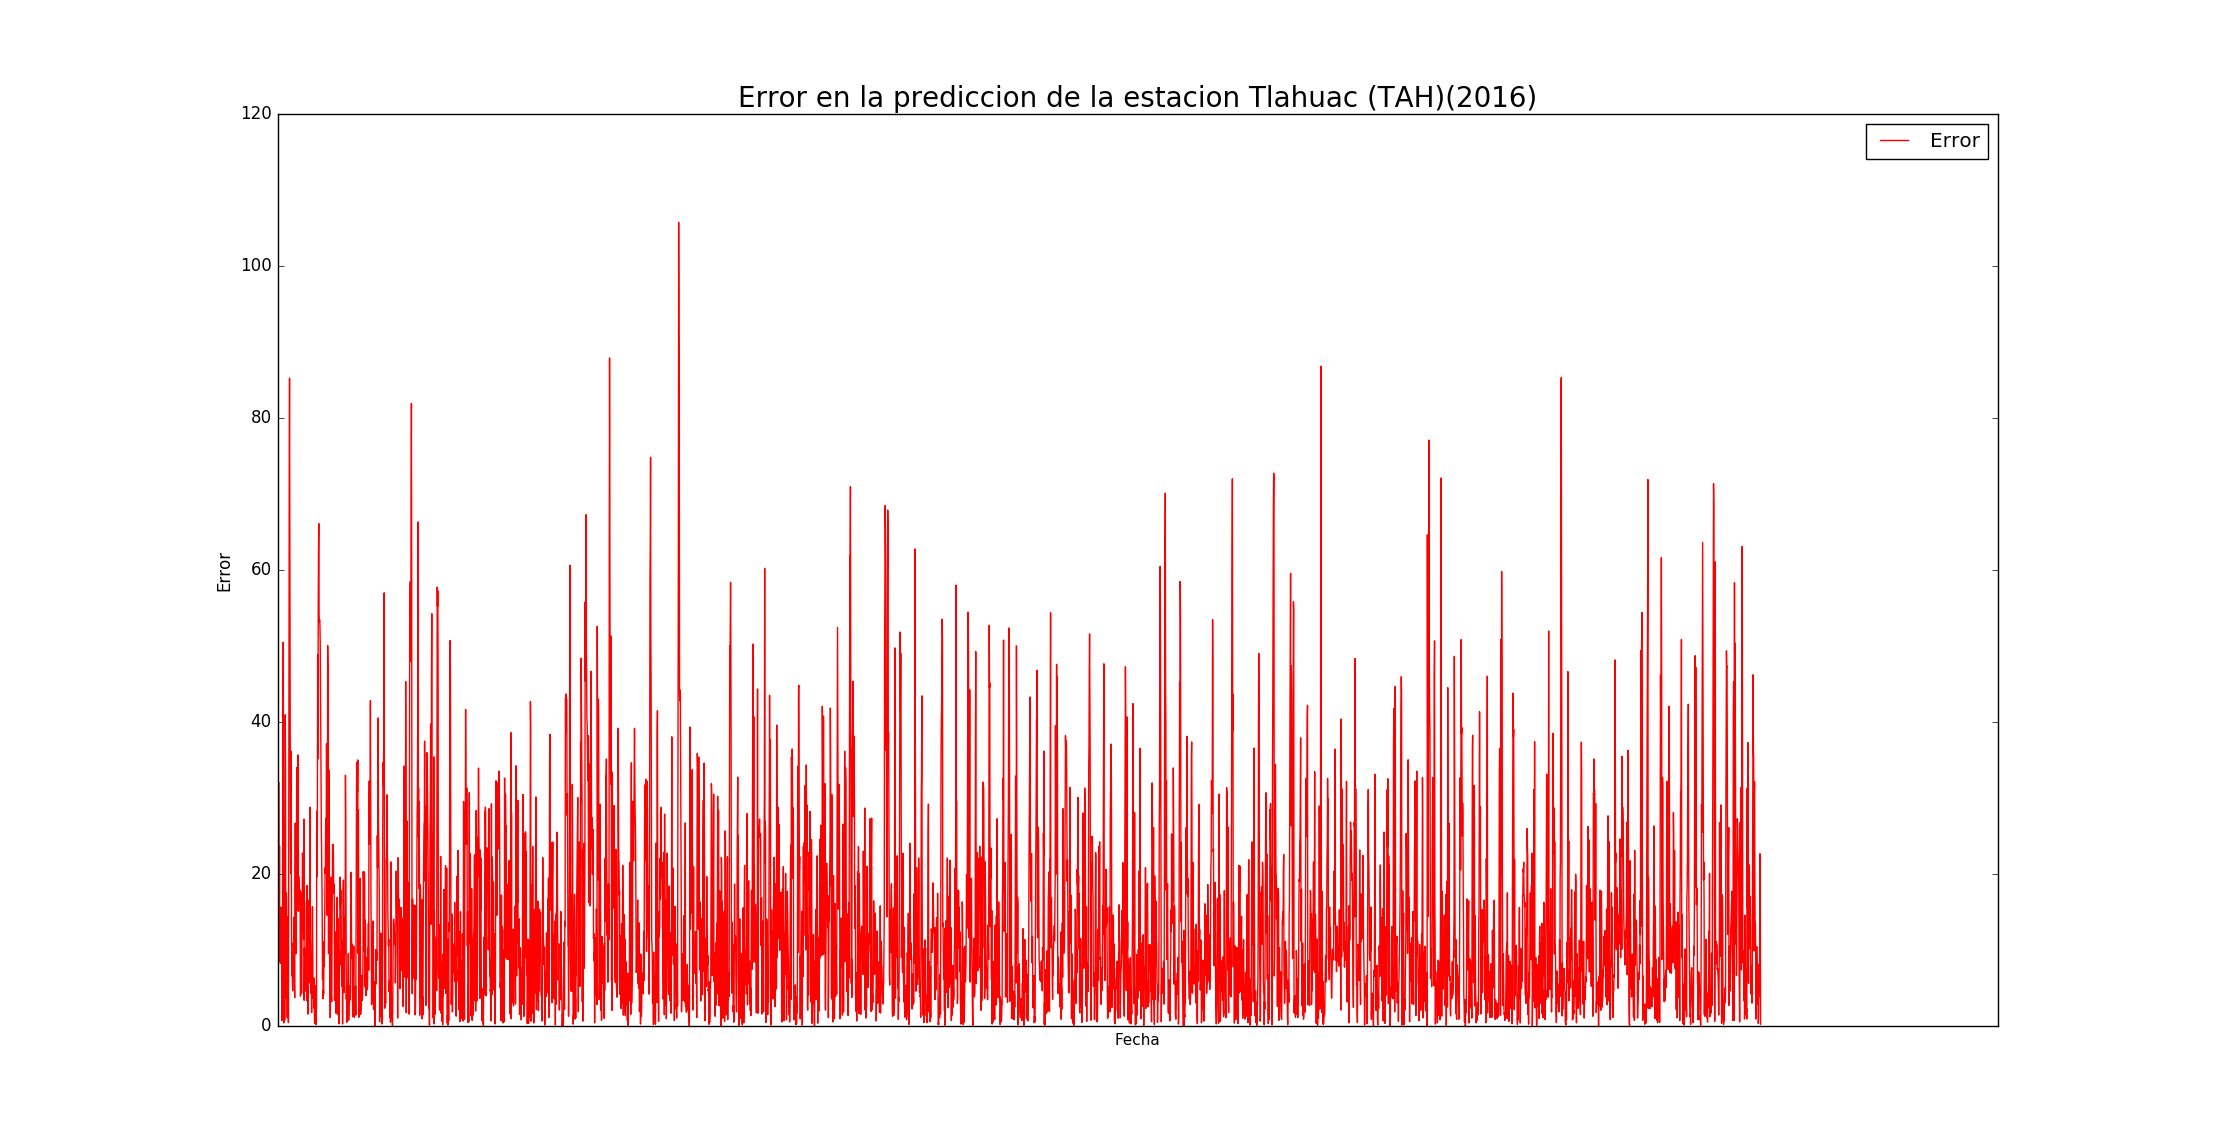 Error en la prediccion de la estacion Tlahuac (TAH)(2016)
120
Error
100
80
60
Error
40
20
0
Fecha